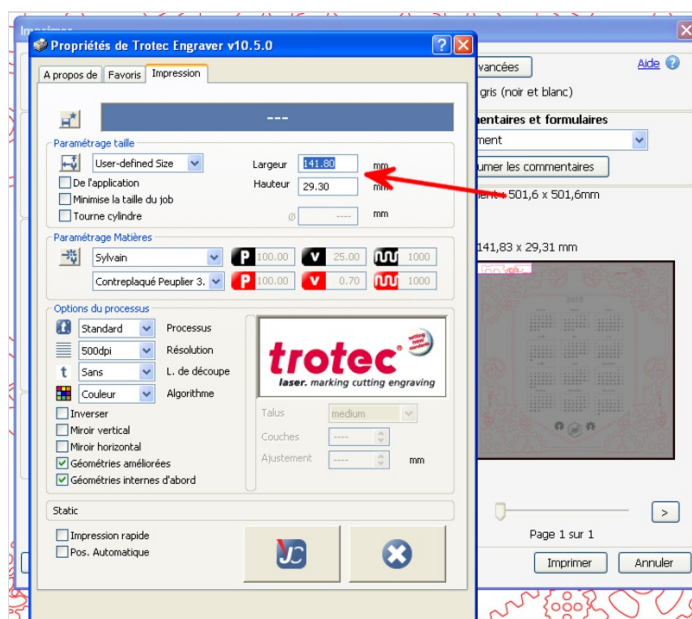 Propriétés de Trotec Engraver v10.5.0
A propos de Favoris Impression
---
Paramétrage taille
User-defined Size Largeur 141.80 mm
De l'application Hauteur 29.30 mm
Minimise la taille du job
Tourne cylindre ø ---- mm
Paramétrage Matières
Sylvain P 100.00 V 25.00 1000
Contreplaqué Peuplier 3. P 100.00 V 0.70 1000
Options du processus
Standard Processus
500dpi Résolution
t Sans L. de découpe
Couleur Algorithme
Inverser
Miroir vertical
Miroir horizontal
Géométries améliorées
Géométries internes d'abord
trotec
setting new standards
laser. marking cutting engraving
Talus medium
Couches ----
Ajustement ---- mm
Static
Impression rapide
Pos. Automatique
JC
vancées
Aide ?
gris (noir et blanc)
entaires et formulaires
ment
umer les commentaires
ment : 501,6 x 501,6mm
141,83 x 29,31 mm
>
Page 1 sur 1
Imprimer Annuler